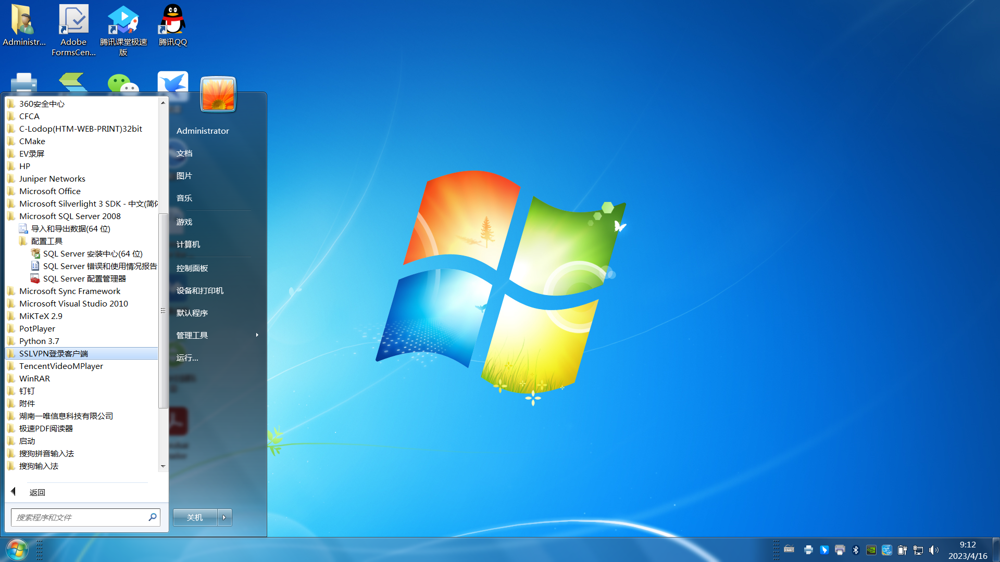 Administr...
Adobe FormsCen...
腾讯课堂极速版
腾讯QQ
360安全中心
CFCA
C-Lodop(HTM-WEB-PRINT)32bit
CMake
EV录屏
HP
Juniper Networks
Microsoft Office
Microsoft Silverlight 3 SDK - 中文(简
Microsoft SQL Server 2008
导入和导出数据(64 位)
配置工具
SQL Server 安装中心(64 位)
SQL Server 错误和使用情况报告
SQL Server 配置管理器
Microsoft Sync Framework
Microsoft Visual Studio 2010
MiKTeX 2.9
PotPlayer
Python 3.7
SSLVPN登录客户端
TencentVideoMPlayer
WinRAR
钉钉
附件
湖南一唯信息科技有限公司
极速PDF阅读器
启动
搜狗拼音输入法
搜狗输入法
返回
搜索程序和文件
Administrator
文档
图片
音乐
游戏
计算机
控制面板
设备和打印机
默认程序
管理工具
运行...
关机
9:12
2023/4/16